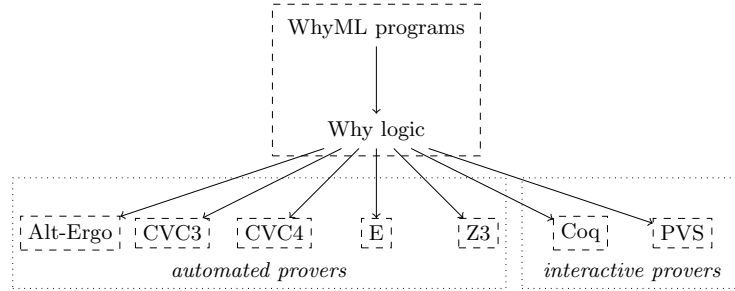 WhyML programs
Why logic
Alt-Ergo CVC3 CVC4 E Z3 Coq PVS
automated provers interactive provers